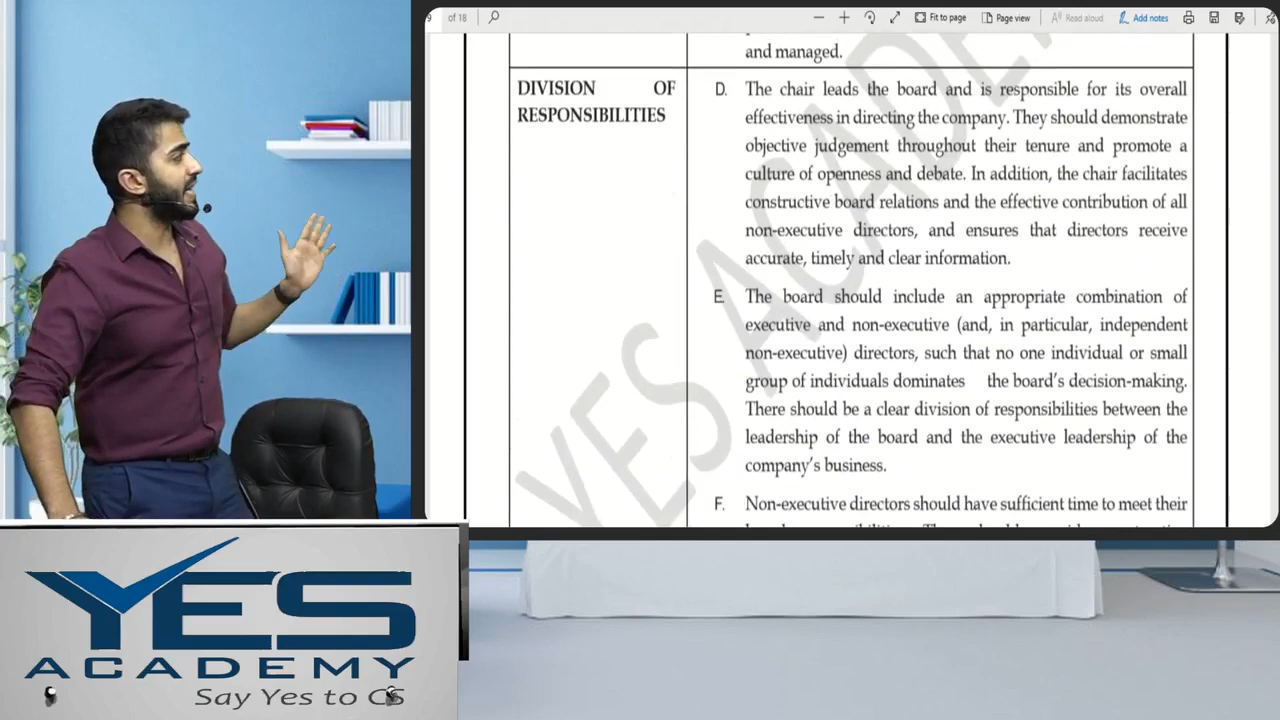 9 of 18
Fit to page
Page view
Read aloud
Add notes
and managed.
DIVISION OF
RESPONSIBILITIES
D. The chair leads the board and is responsible for its overall
effectiveness in directing the company. They should demonstrate
objective judgement throughout their tenure and promote a
culture of openness and debate. In addition, the chair facilitates
constructive board relations and the effective contribution of all
non-executive directors, and ensures that directors receive
accurate, timely and clear information.
E. The board should include an appropriate combination of
executive and non-executive (and, in particular, independent
non-executive) directors, such that no one individual or small
group of individuals dominates the board's decision-making.
There should be a clear division of responsibilities between the
leadership of the board and the executive leadership of the
company's business.
F. Non-executive directors should have sufficient time to meet their
YES ACADEMY
YES
ACADEMY
Say Yes to CS